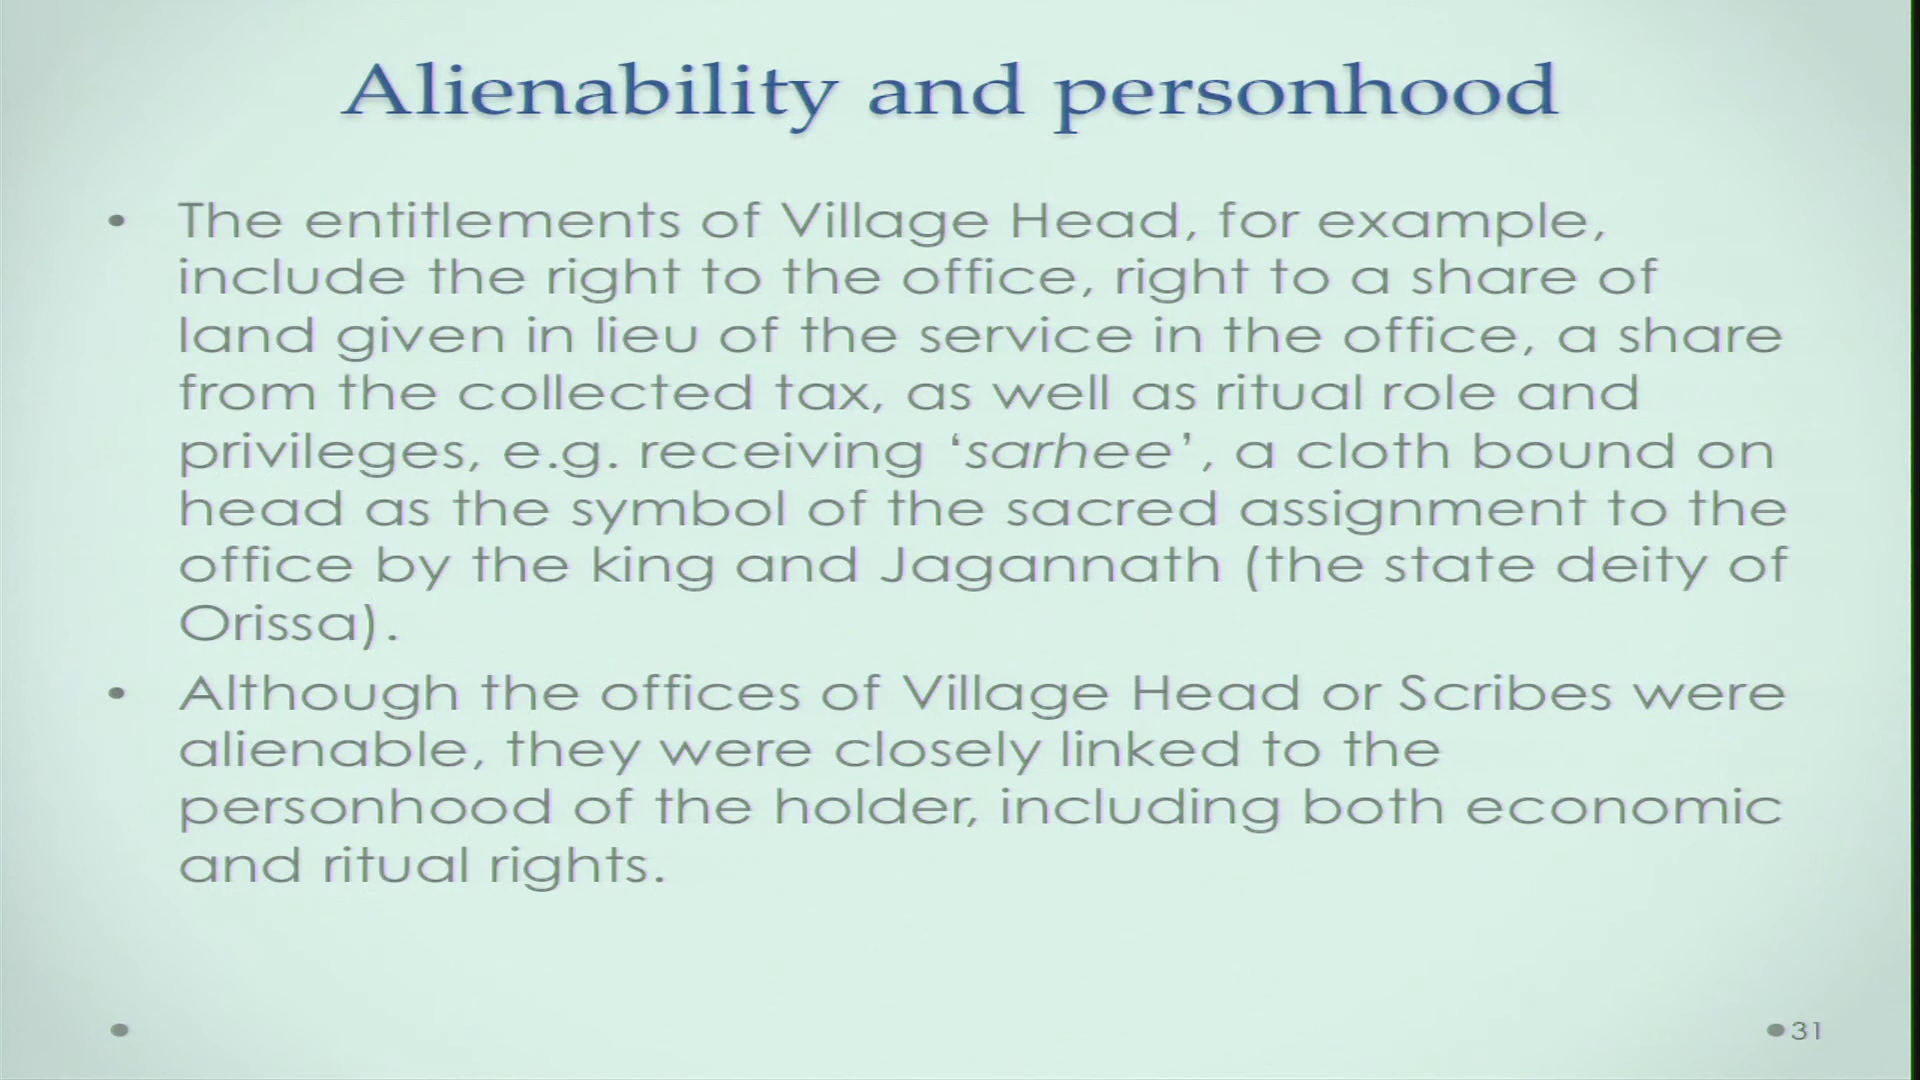 Alienability and personhood
• The entitlements of Village Head, for example,
include the right to the office, right to a share of
land given in lieu of the service in the office, a share
from the collected tax, as well as ritual role and
privileges, e.g. receiving ‘sarhee’, a cloth bound on
head as the symbol of the sacred assignment to the
office by the king and Jagannath (the state deity of
Orissa).
• Although the offices of Village Head or Scribes were
alienable, they were closely linked to the
personhood of the holder, including both economic
and ritual rights.
31